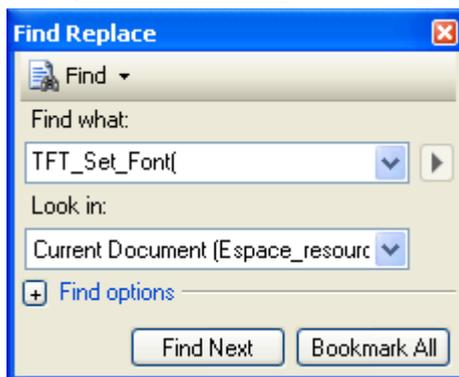 Find Replace
Find
Find what:
TFT_Set_Font(
Look in:
Current Document (Espace_resourc
Find options
Find Next Bookmark All